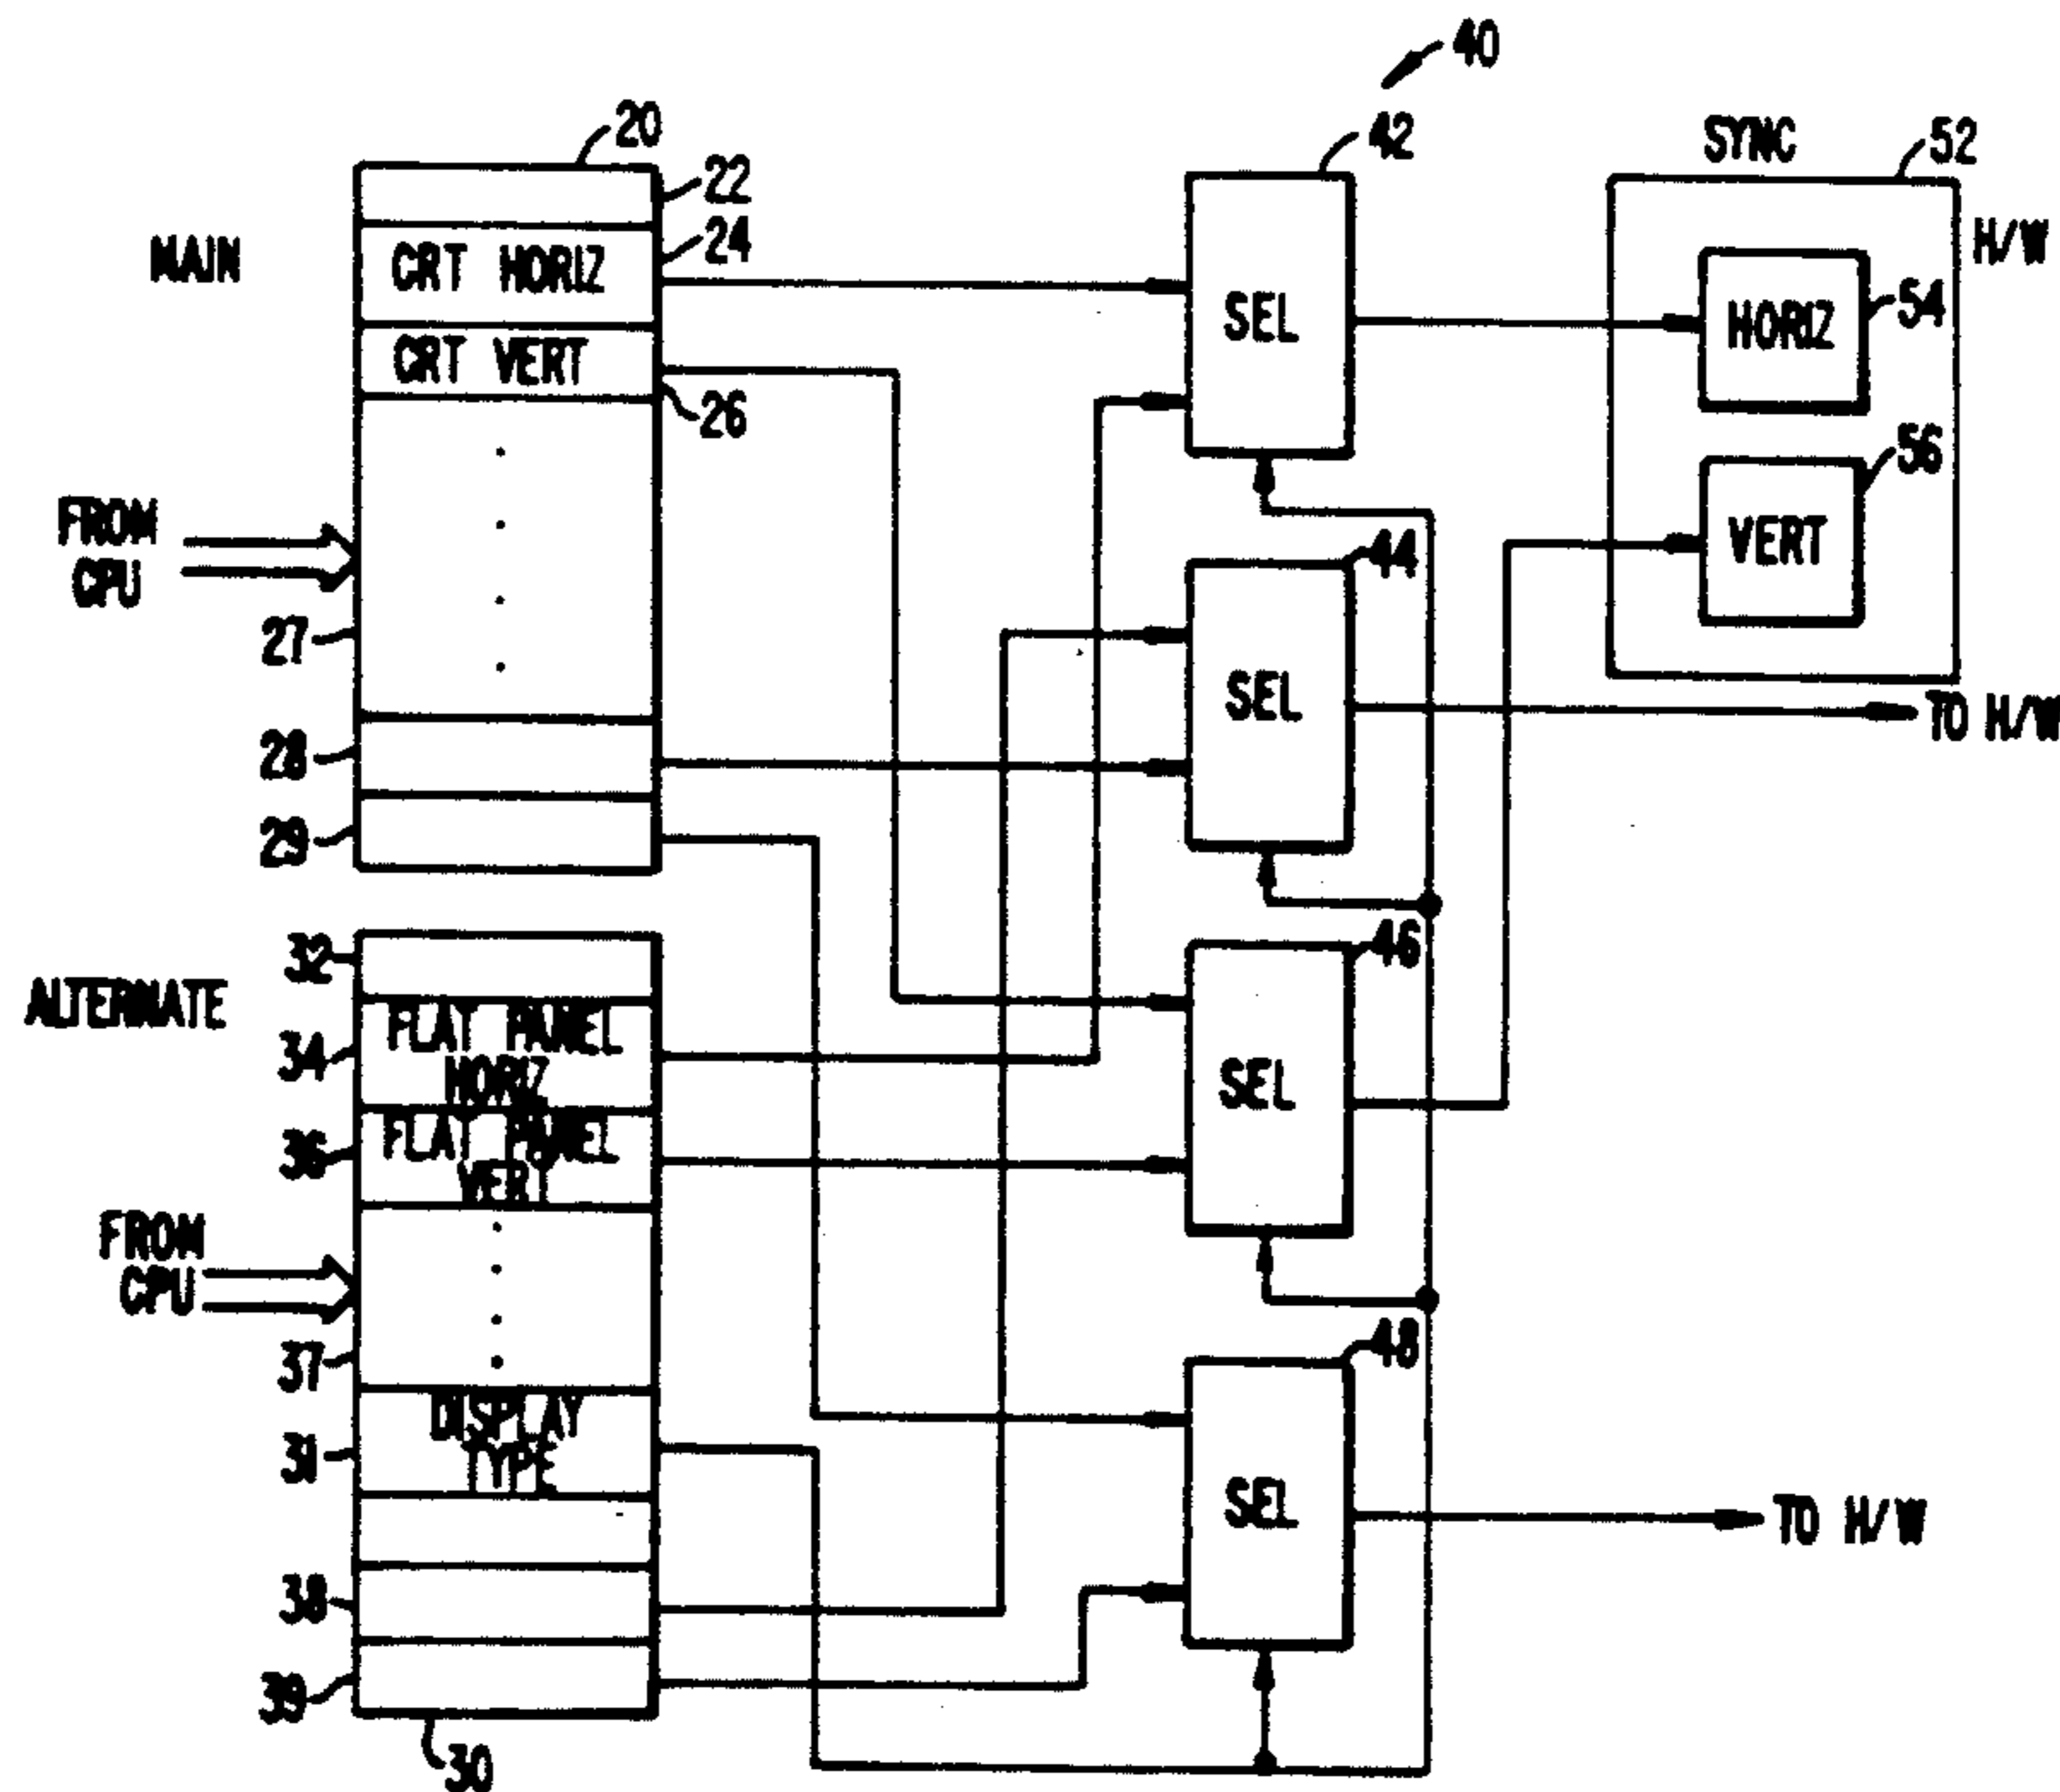 40
20
42
SYNC
52
22
MAIN
24
H/W
CRT HORIZ
SEL
HORIZ
54
CRT VERT
26
56
FROM
CPU
VERT
44
27
SEL
TO H/W
28
29
46
32
ALTERNATE
34
FLAT PANEL
HORIZ
SEL
36
FLAT PANEL
VERT
FROM
CPU
48
37
DISPLAY
TYPE
31
SEL
TO H/W
38
39
30